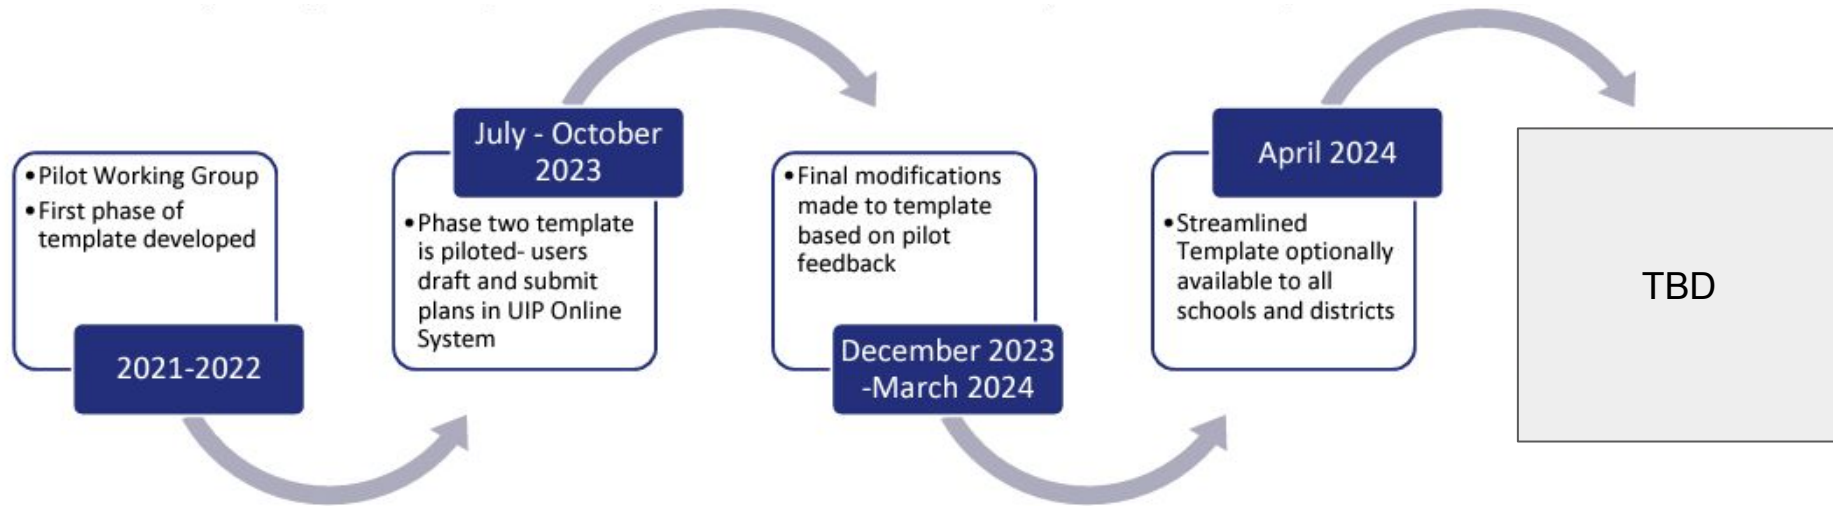 •Pilot Working Group
•First phase of
template developed
2021-2022
July - October
2023
•Phase two template
is piloted- users
draft and submit
plans in UIP Online
System
•Final modifications
made to template
based on pilot
feedback
December 2023
-March 2024
April 2024
•Streamlined
Template optionally
available to all
schools and districts
TBD